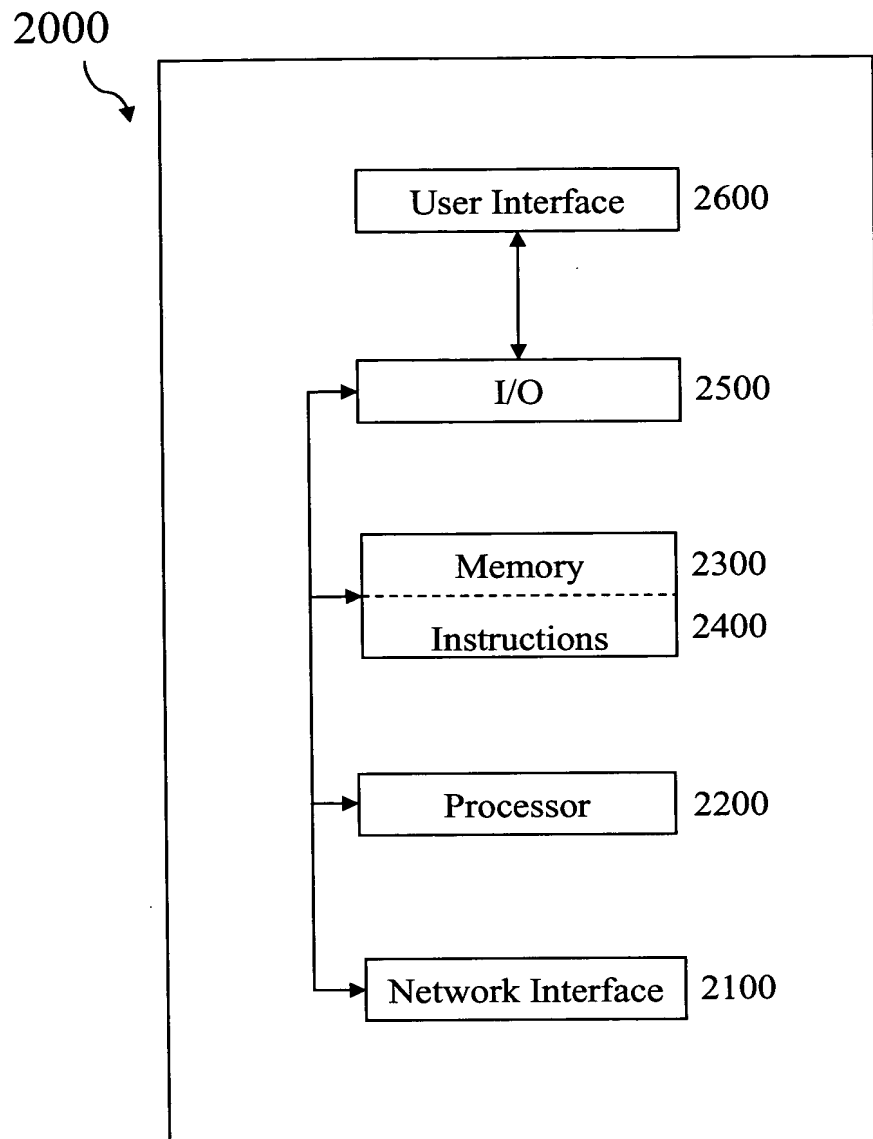 2000
User Interface 2600
I/O 2500
Memory 2300
Instructions 2400
Processor 2200
Network Interface 2100